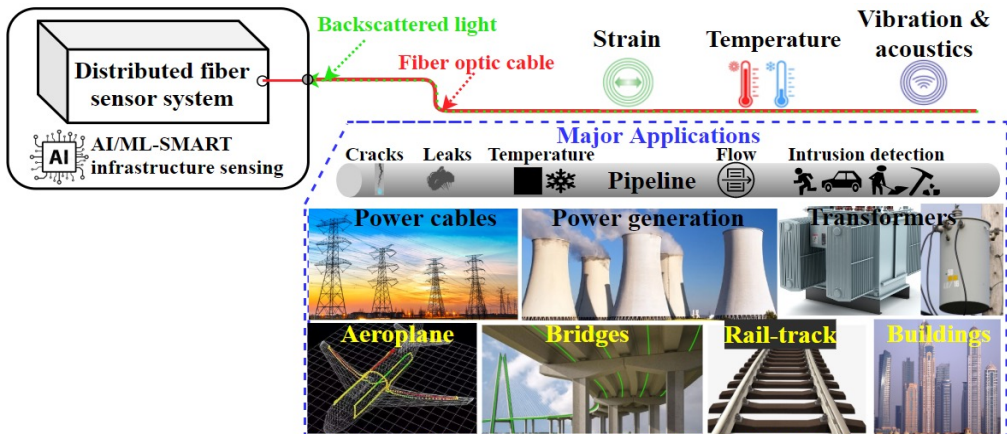 Backscattered light
Fiber optic cable
Distributed fiber
sensor system
AI
AI/ML-SMART
infrastructure sensing
Strain
Temperature
Vibration &
acoustics
Major Applications
Cracks
Leaks
Temperature
Pipeline
Flow
Intrusion detection
Power cables
Power generation
Transformers
Aeroplane
Bridges
Rail-track
Buildings